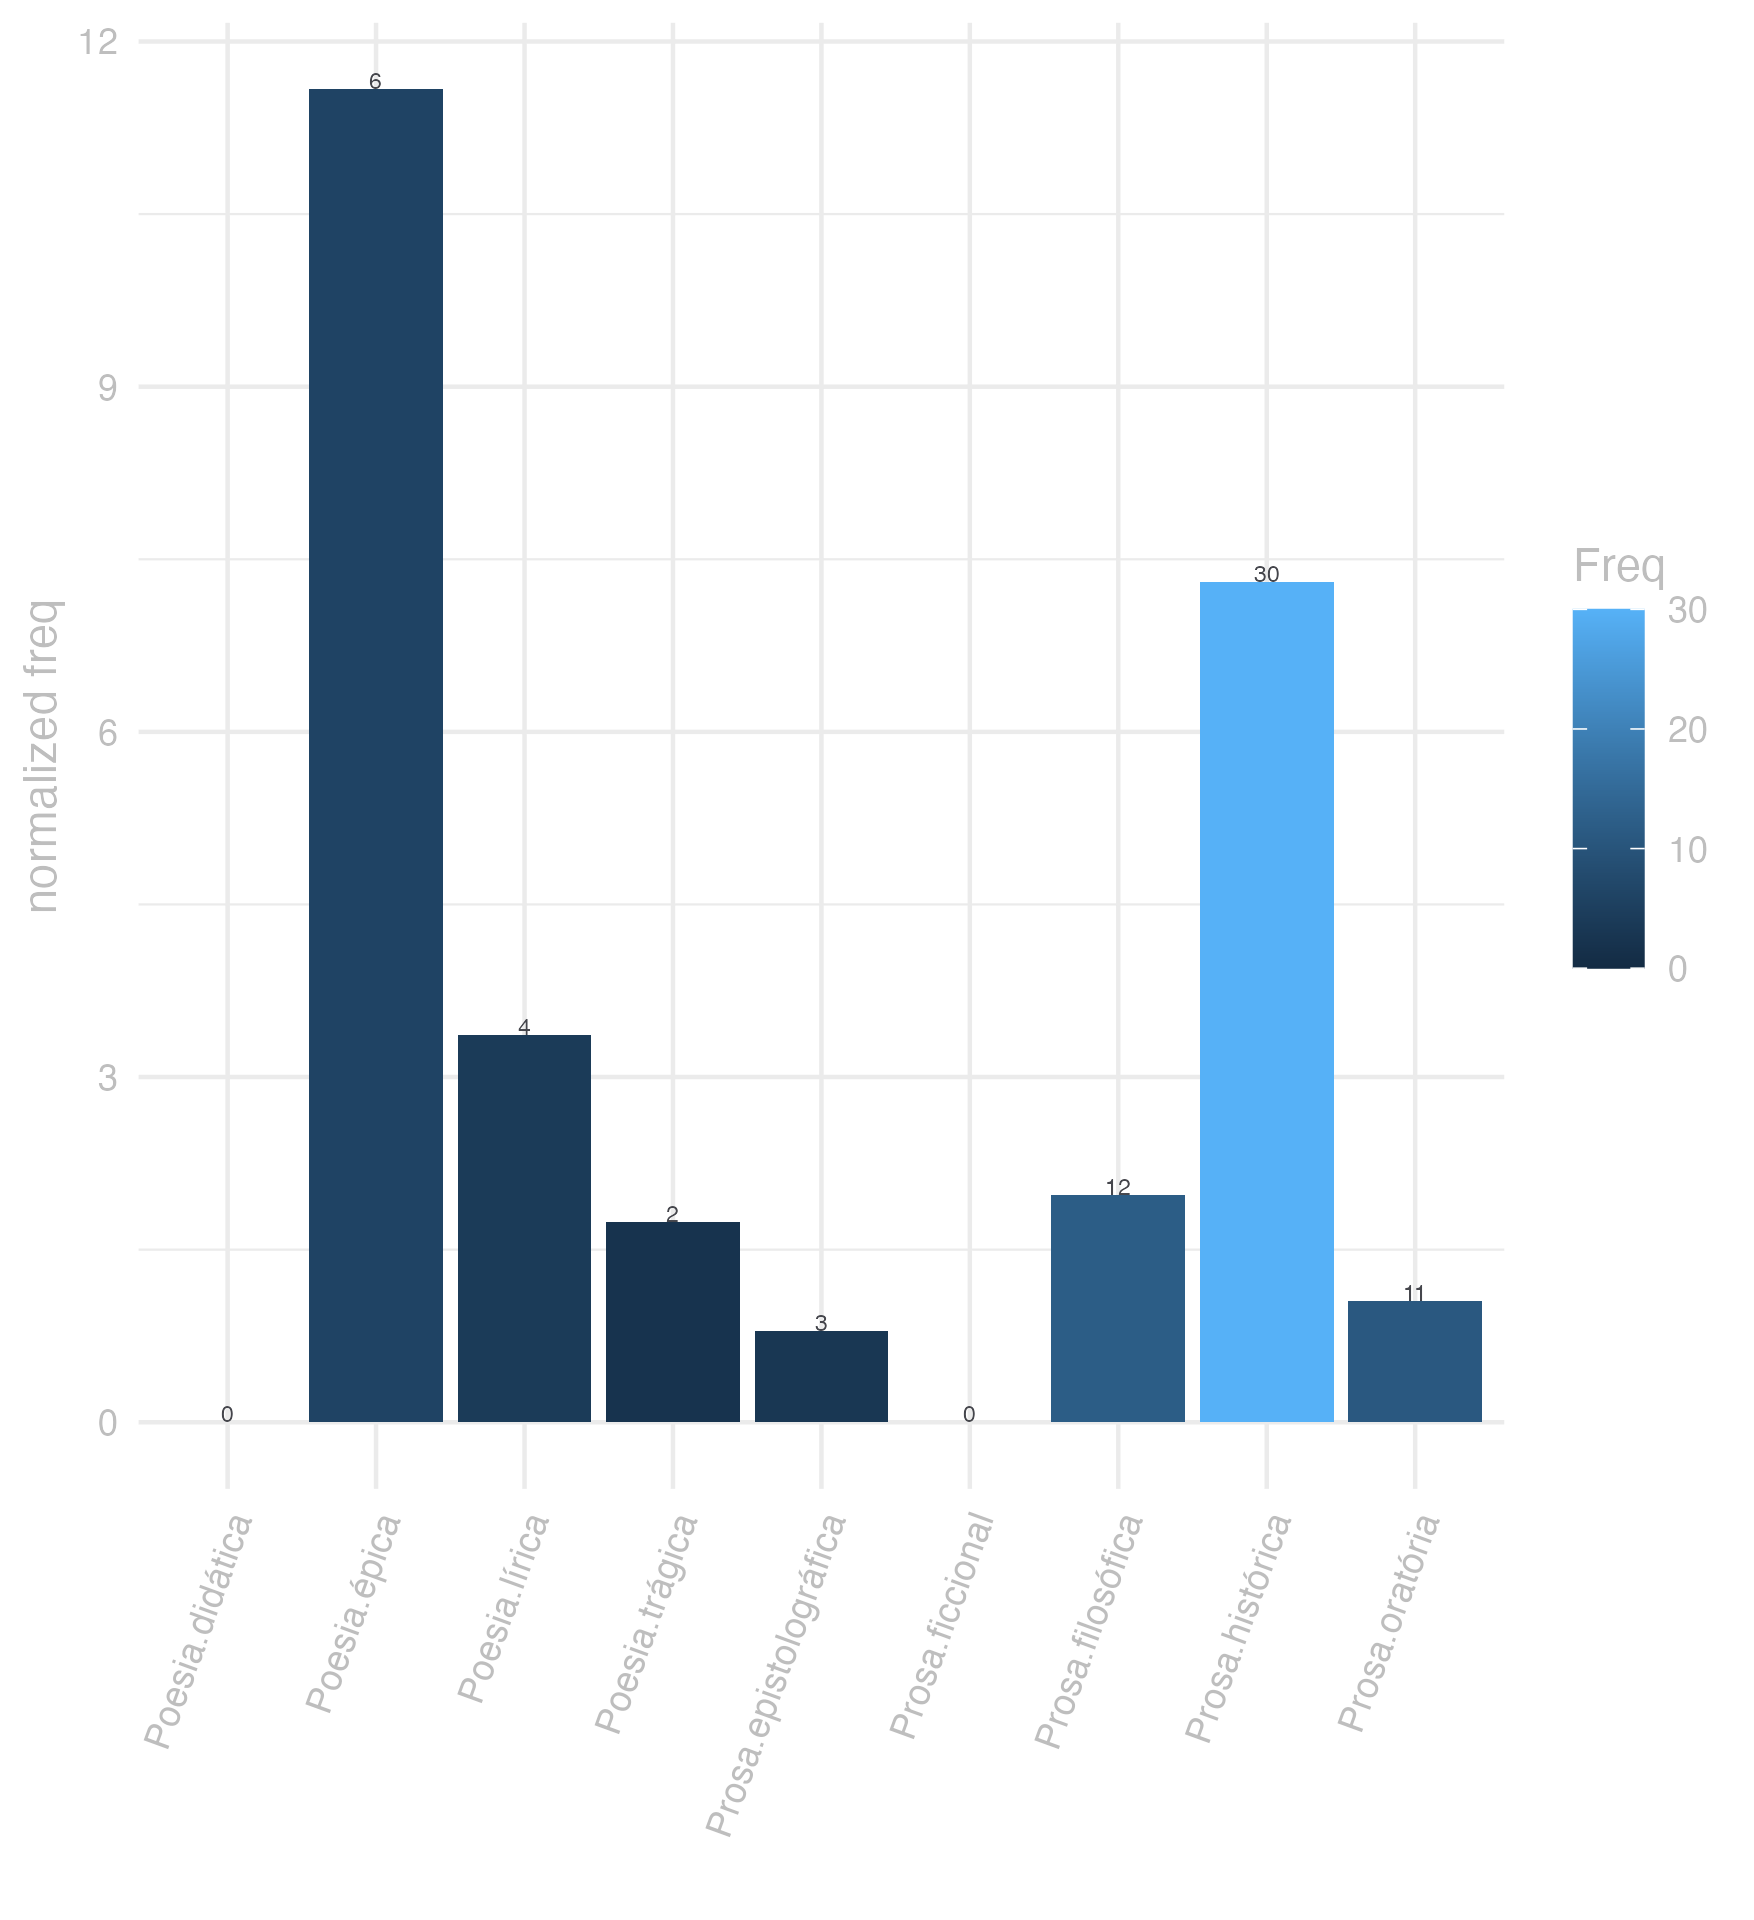 normalized freq
12
9
6
3
0
0
6
4
2
3
0
12
30
11
Poesia.didática
Poesia.épica
Poesia.lírica
Poesia.trágica
Prosa.epistolográfica
Prosa.ficcional
Prosa.filosófica
Prosa.histórica
Prosa.oratória
Freq
30
20
10
0